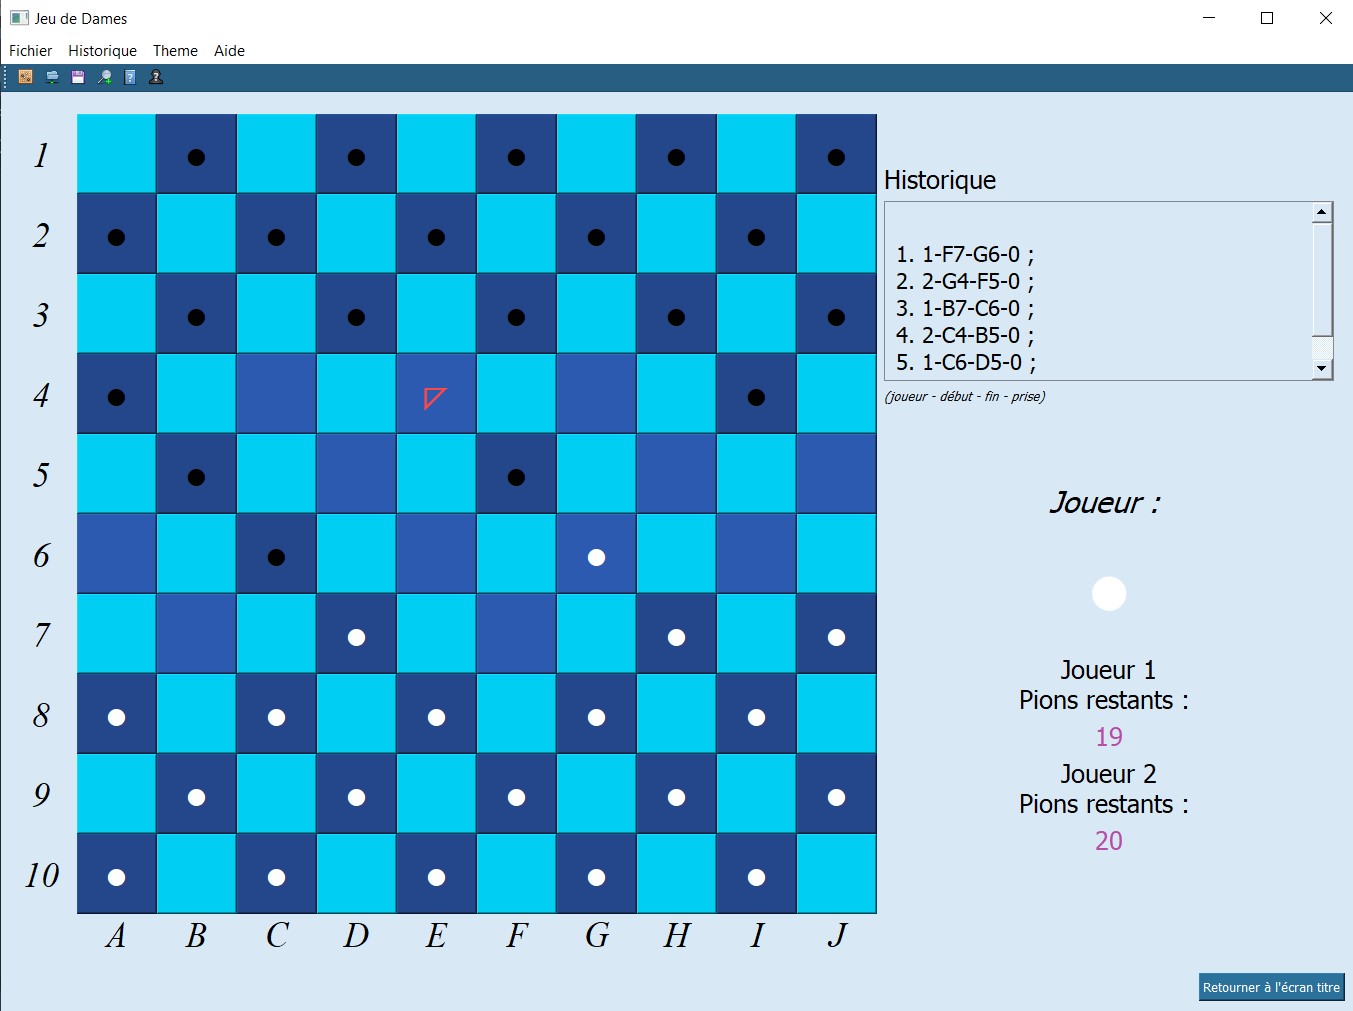 Jeu de Dames
Fichier Historique Theme Aide
1
2
3
4
5
6
7
8
9
10
A B C D E F G H I J
Historique
1. 1-F7-G6-0 ;
2. 2-G4-F5-0 ;
3. 1-B7-C6-0 ;
4. 2-C4-B5-0 ;
5. 1-C6-D5-0 ;
(joueur - début - fin - prise)
Joueur :
Joueur 1
Pions restants :
19
Joueur 2
Pions restants :
20
Retourner à l'écran titre